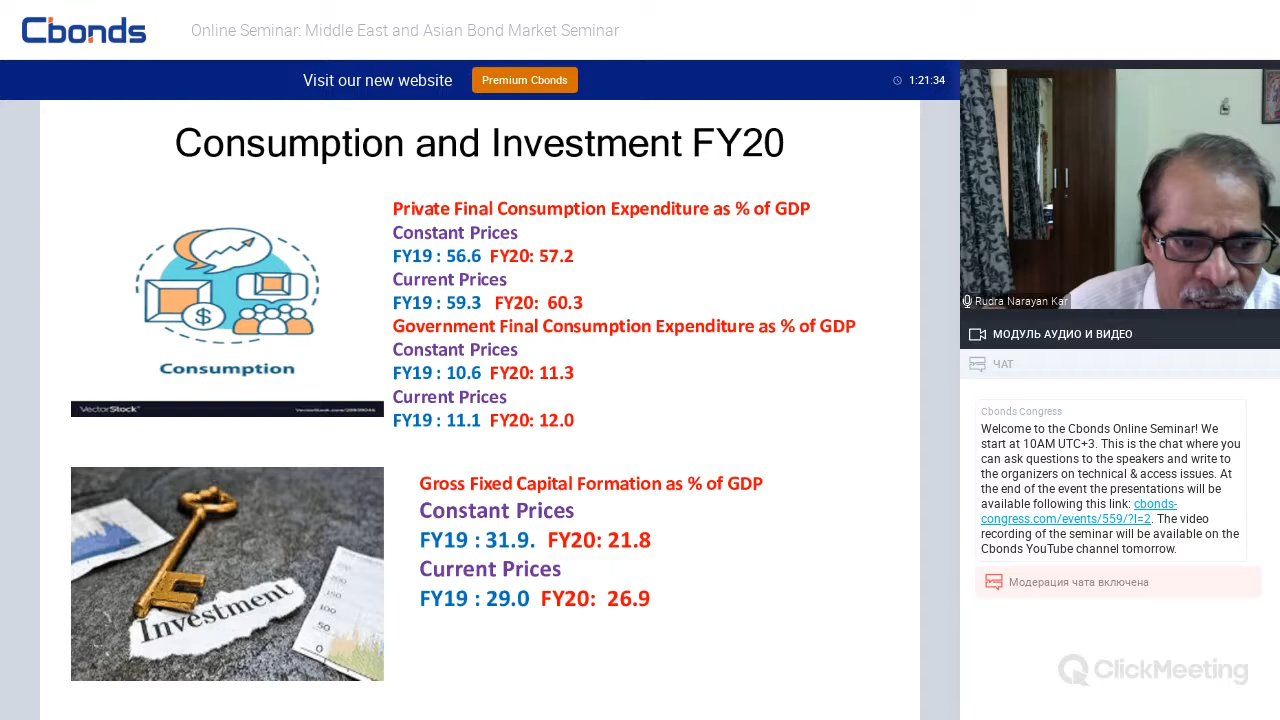 Cbonds
Online Seminar: Middle East and Asian Bond Market Seminar
Visit our new website
Premium Cbonds
1:21:34
Consumption and Investment FY20
Private Final Consumption Expenditure as % of GDP
Constant Prices
FY19 : 56.6 FY20: 57.2
Current Prices
FY19 : 59.3 FY20: 60.3
Government Final Consumption Expenditure as % of GDP
Constant Prices
FY19 : 10.6 FY20: 11.3
Current Prices
FY19 : 11.1 FY20: 12.0
Consumption
VectorStock
Gross Fixed Capital Formation as % of GDP
Constant Prices
FY19 : 31.9. FY20: 21.8
Current Prices
FY19 : 29.0 FY20: 26.9
Investment
200
150
100
50
0
Rudra Narayan Kar
МОДУЛЬ АУДИО И ВИДЕО
ЧАТ
Cbonds Congress
Welcome to the Cbonds Online Seminar! We
start at 10AM UTC+3. This is the chat where you
can ask questions to the speakers and write to
the organizers on technical & access issues. At
the end of the event the presentations will be
available following this link: cbonds-
congress.com/events/559/?l=2. The video
recording of the seminar will be available on the
Cbonds YouTube channel tomorrow.
Модерация чата включена
ClickMeeting